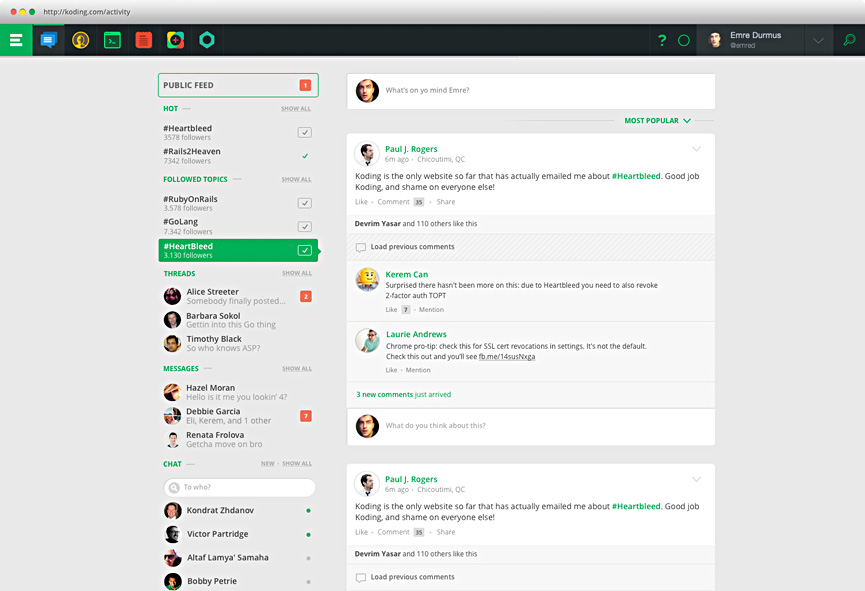 http://koding.com/activity
?
Emre Durmus
@emred
PUBLIC FEED
1
HOT
SHOW ALL
#Heartbleed
3578 followers
#Rails2Heaven
7342 followers
FOLLOWED TOPICS
SHOW ALL
#RubyOnRails
3.578 followers
#GoLang
7.342 followers
#HeartBleed
3.130 followers
THREADS
SHOW ALL
Alice Streeter
Somebody finally posted...
2
Barbara Sokol
Gettin into this Go thing
Timothy Black
So who knows ASP?
MESSAGES
SHOW ALL
Hazel Moran
Hello is it me you lookin' 4?
Debbie Garcia
Eli, Kerem, and 1 other
7
Renata Frolova
Getcha move on bro
CHAT
NEW · SHOW ALL
To who?
Kondrat Zhdanov
Victor Partridge
Altaf Lamya' Samaha
Bobby Petrie
What's on yo mind Emre?
MOST POPULAR
Paul J. Rogers
6m ago · Chicoutimi, QC
Koding is the only website so far that has actually emailed me about #Heartbleed. Good job
Koding, and shame on everyone else!
Like · Comment 35 · Share
Devrim Yasar and 110 others like this
Load previous comments
Kerem Can
Surprised there hasn't been more on this: due to Heartbleed you need to also revoke
2-factor auth TOPT
Like 7 · Mention
Laurie Andrews
Chrome pro-tip: check this for SSL cert revocations in settings. It's not the default.
Check this out and you'll see fb.me/14susNxga
Like · Mention
3 new comments just arrived
What do you think about this?
Paul J. Rogers
6m ago · Chicoutimi, QC
Koding is the only website so far that has actually emailed me about #Heartbleed. Good job
Koding, and shame on everyone else!
Like · Comment 35 · Share
Devrim Yasar and 110 others like this
Load previous comments